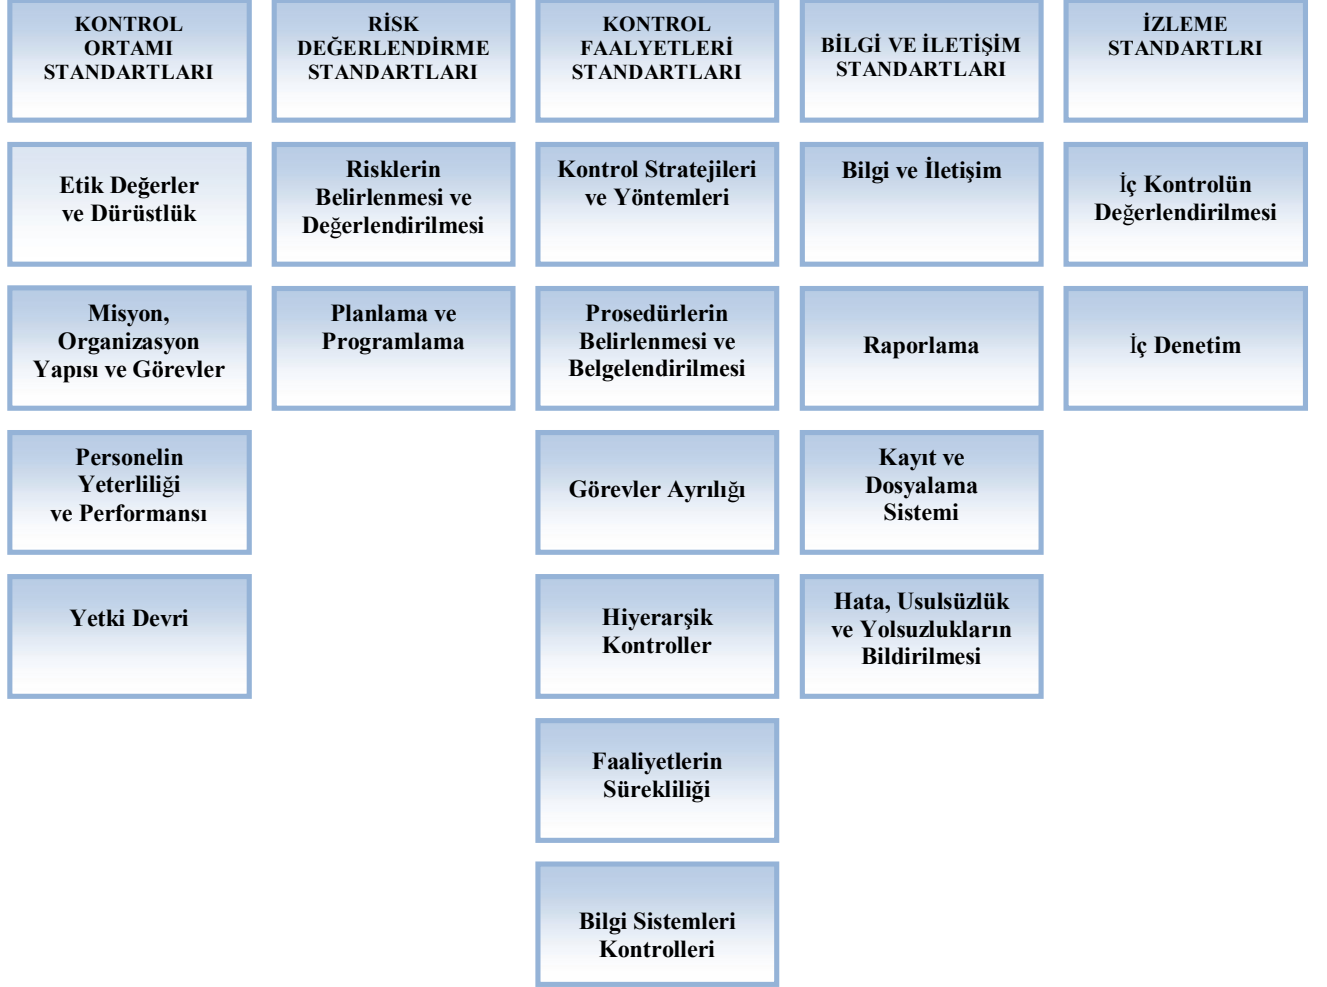 KONTROL
ORTAMI
STANDARTLARI
RİSK
DEĞERLENDİRME
STANDARTLARI
KONTROL
FAALYETLERİ
STANDARTLARI
BİLGİ VE İLETİŞİM
STANDARTLARI
İZLEME
STANDARTLRI
Etik Değerler
ve Dürüstlük
Risklerin
Belirlenmesi ve
Değerlendirilmesi
Kontrol Stratejileri
ve Yöntemleri
Bilgi ve İletişim
İç Kontrolün
Değerlendirilmesi
Misyon,
Organizasyon
Yapısı ve Görevler
Planlama ve
Programlama
Prosedürlerin
Belirlenmesi ve
Belgelendirilmesi
Raporlama
İç Denetim
Personelin
Yeterliliği
ve Performansı
Görevler Ayrılığı
Kayıt ve
Dosyalama
Sistemi
Yetki Devri
Hiyerarşik
Kontroller
Hata, Usulsüzlük
ve Yolsuzlukların
Bildirilmesi
Faaliyetlerin
Sürekliliği
Bilgi Sistemleri
Kontrolleri